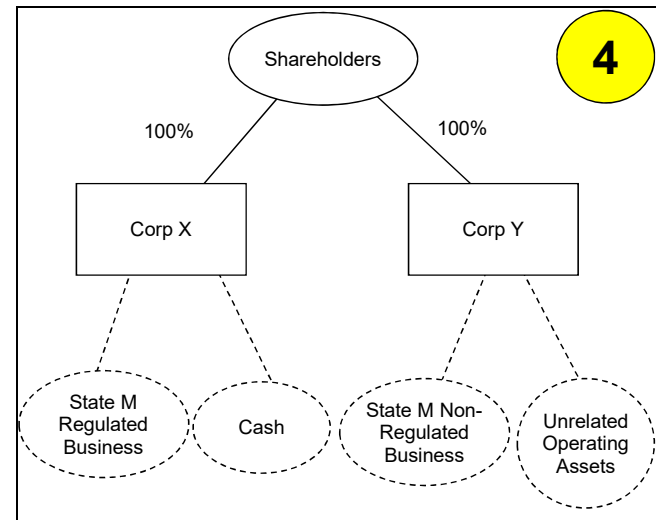 Shareholders
4
100%
100%
Corp X
Corp Y
State M
Regulated
Business
Cash
State M Non-
Regulated
Business
Unrelated
Operating
Assets